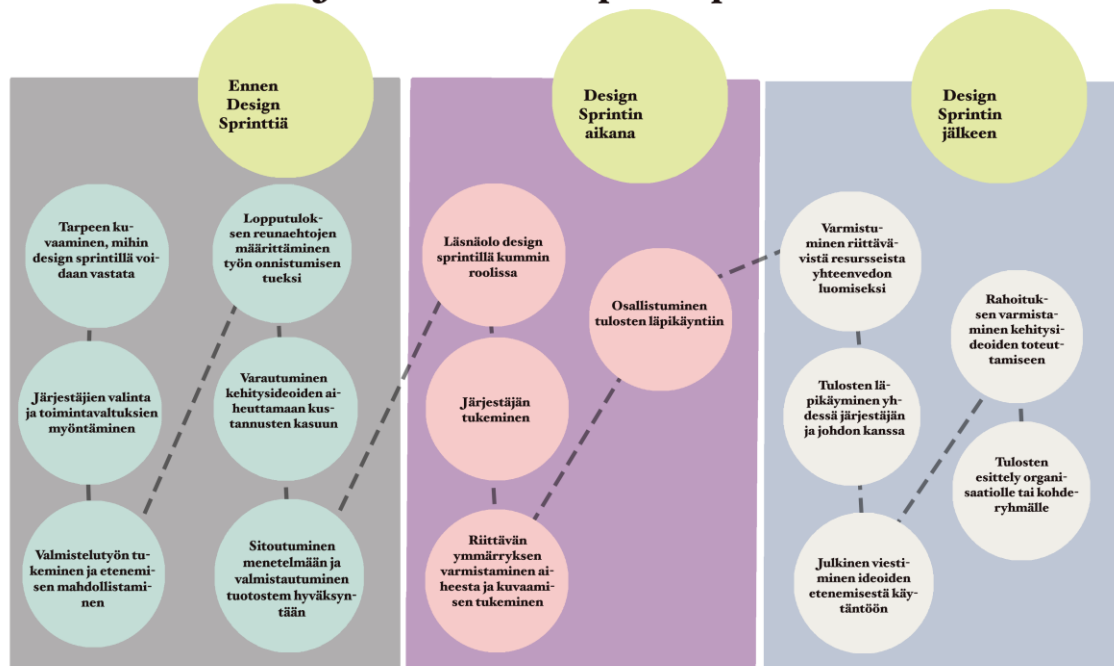 Ennen
Design
Sprinttiä
Tarpeen ku-
vaaminen, mihin
design sprintillä voi-
daan vastata
Järjestäjien valinta
ja toimintavaltuksien
myöntäminen
Valmistelutyön tu-
keminen ja etenemi-
sen mahdollistami-
nen
Lopputulok-
sen reunaehtojen
määrittäminen
työn onnistumisen
tueksi
Varautuminen
kehitysideoiden ai-
heuttamaan kus-
tannusten kasuun
Sitoutuminen
menetelmään ja
valmistautuminen
tuotostem hyväksyn-
tään
Design
Sprintin
aikana
Läsnäolo design
sprintillä kummin
roolissa
Järjestäjän
tukeminen
Riittävän
ymmärryksen
varmistaminen ai-
heesta ja kuvaami-
sen tukeminen
Osallistuminen
tulosten läpikäyntiin
Design
Sprintin
jälkeen
Varmistu-
minen riittävä-
vistä resursseista
yhteenvedon
luomiseksi
Tulosten lä-
pikäyminen yh-
dessä järjestäjän
ja johdon kanssa
Julkinen viesti-
minen ideoiden
etenemisestä käy-
täntöön
Rahoituk-
sen varmista-
minen kehitysi-
deoiden toteut-
tamiseen
Tulosten
esittely organi-
saatiolle tai kohde-
ryhmälle